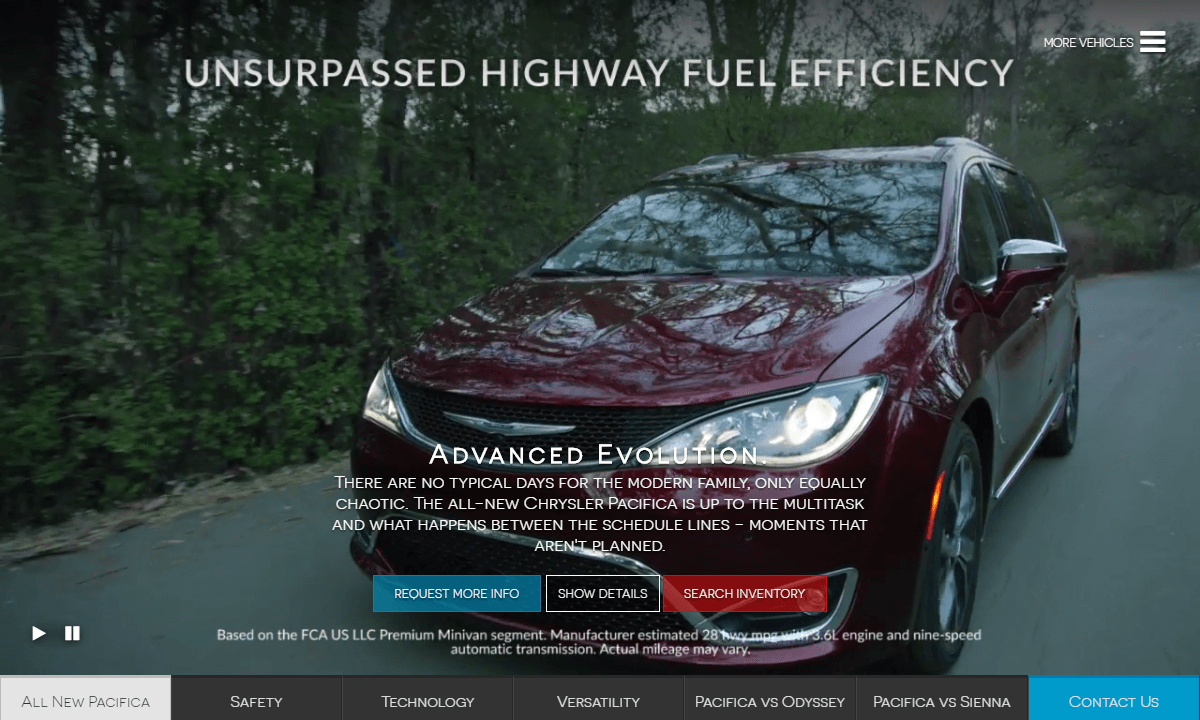 MORE VEHICLES
UNSURPASSED HIGHWAY FUEL EFFICIENCY
Advanced Evolution.
There are no typical days for the modern family, only equally
chaotic. The all-new Chrysler Pacifica is up to the multitask
and what happens between the schedule lines – moments that
aren't planned.
REQUEST MORE INFO
SHOW DETAILS
SEARCH INVENTORY
Based on the FCA US LLC Premium Minivan segment. Manufacturer estimated 28 hwy mpg with 3.6L engine and nine-speed
automatic transmission. Actual mileage may vary.
All New Pacifica
Safety
Technology
Versatility
Pacifica vs Odyssey
Pacifica vs Sienna
Contact Us